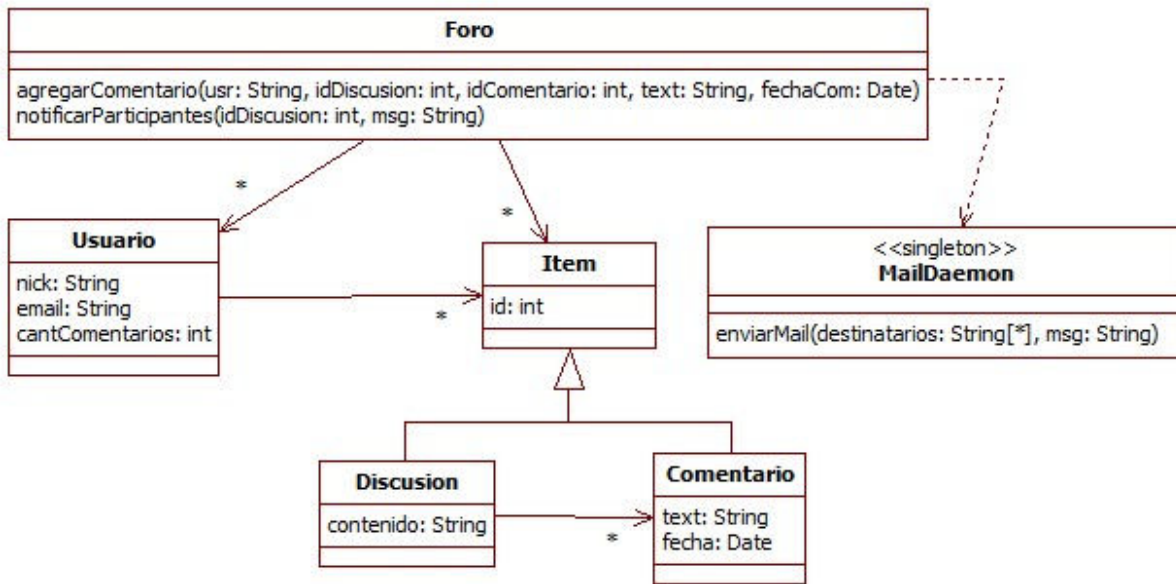 Foro
agregarComentario(usr: String, idDiscusion: int, idComentario: int, text: String, fechaCom: Date)
notificarParticipantes(idDiscusion: int, msg: String)
*
*
Usuario
nick: String
email: String
cantComentarios: int
*
Item
id: int
<<singleton>>
MailDaemon
enviarMail(destinatarios: String[*], msg: String)
Discusion
contenido: String
*
Comentario
text: String
fecha: Date